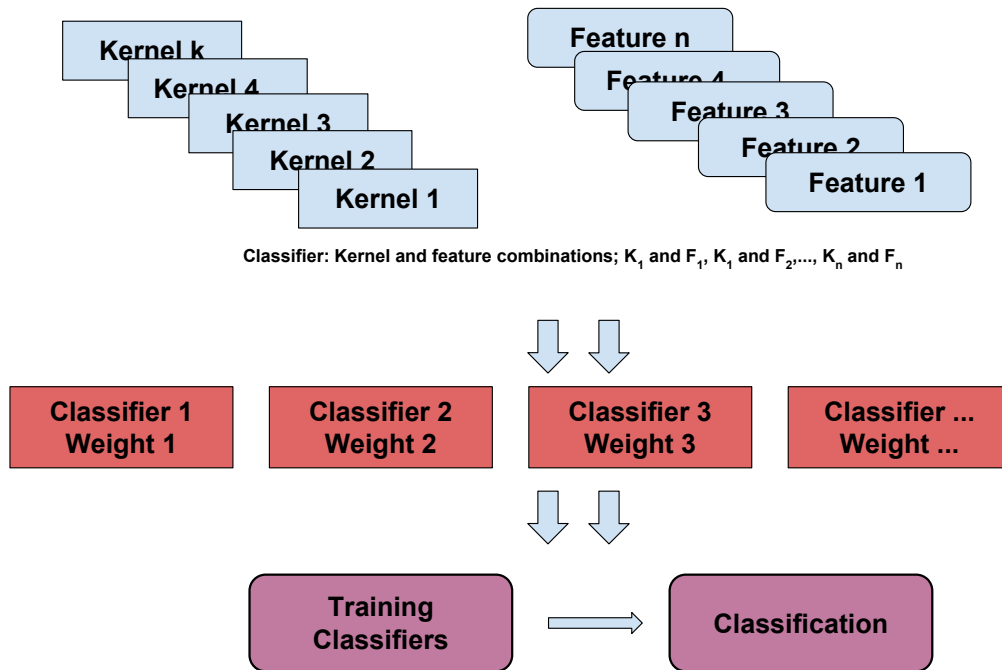 Kernel k
Kernel 4
Kernel 3
Kernel 2
Kernel 1
Feature n
Feature 4
Feature 3
Feature 2
Feature 1
Classifier: Kernel and feature combinations; K₁ and F₁, K₁ and F₂,..., Kₙ and Fₙ
Classifier 1
Weight 1
Classifier 2
Weight 2
Classifier 3
Weight 3
Classifier ...
Weight ...
Training
Classifiers
Classification